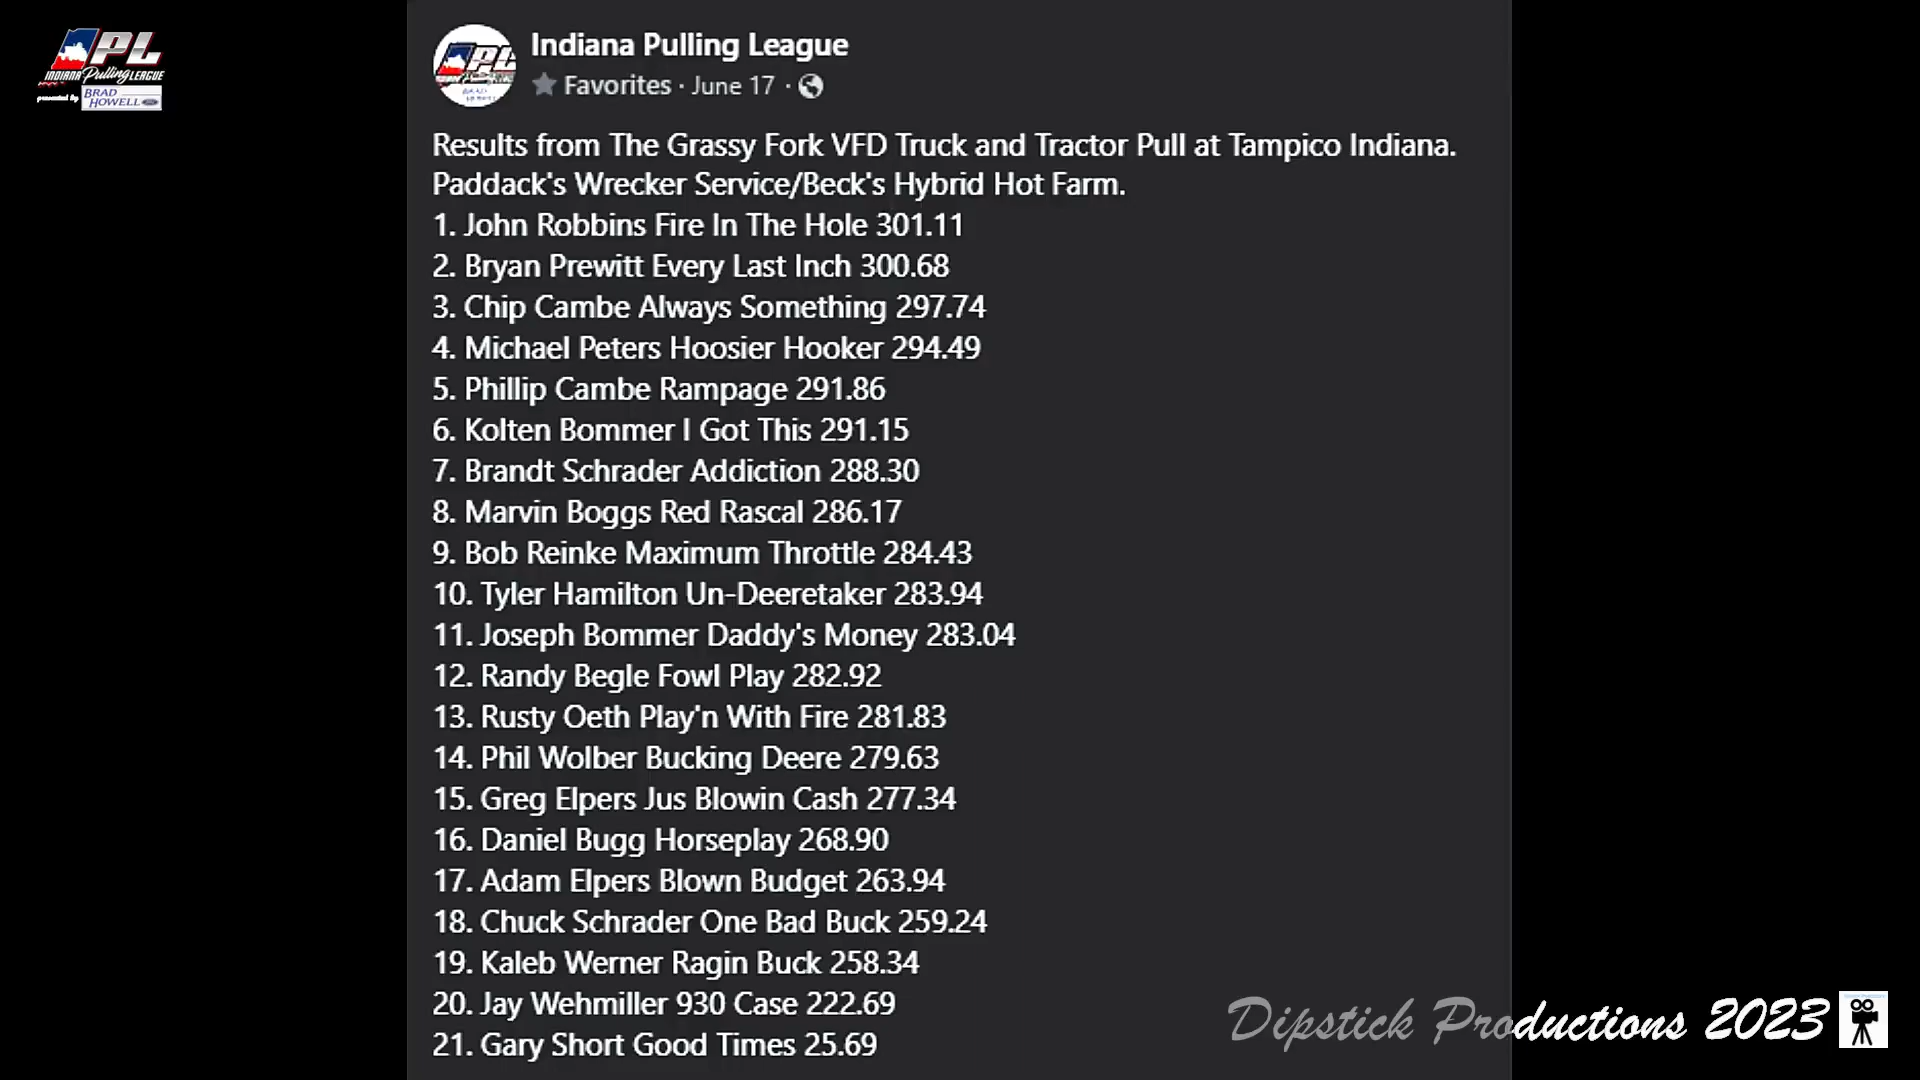 IPL
INDIANA Pulling LEAGUE
presented by BRAD HOWELL
Indiana Pulling League
Favorites · June 17 ·
Results from The Grassy Fork VFD Truck and Tractor Pull at Tampico Indiana.
Paddack's Wrecker Service/Beck's Hybrid Hot Farm.
1. John Robbins Fire In The Hole 301.11
2. Bryan Prewitt Every Last Inch 300.68
3. Chip Cambe Always Something 297.74
4. Michael Peters Hoosier Hooker 294.49
5. Phillip Cambe Rampage 291.86
6. Kolten Bommer I Got This 291.15
7. Brandt Schrader Addiction 288.30
8. Marvin Boggs Red Rascal 286.17
9. Bob Reinke Maximum Throttle 284.43
10. Tyler Hamilton Un-Deeretaker 283.94
11. Joseph Bommer Daddy's Money 283.04
12. Randy Begle Fowl Play 282.92
13. Rusty Oeth Play'n With Fire 281.83
14. Phil Wolber Bucking Deere 279.63
15. Greg Elpers Jus Blowin Cash 277.34
16. Daniel Bugg Horseplay 268.90
17. Adam Elpers Blown Budget 263.94
18. Chuck Schrader One Bad Buck 259.24
19. Kaleb Werner Ragin Buck 258.34
20. Jay Wehmiller 930 Case 222.69
21. Gary Short Good Times 25.69
Dipstick Productions 2023